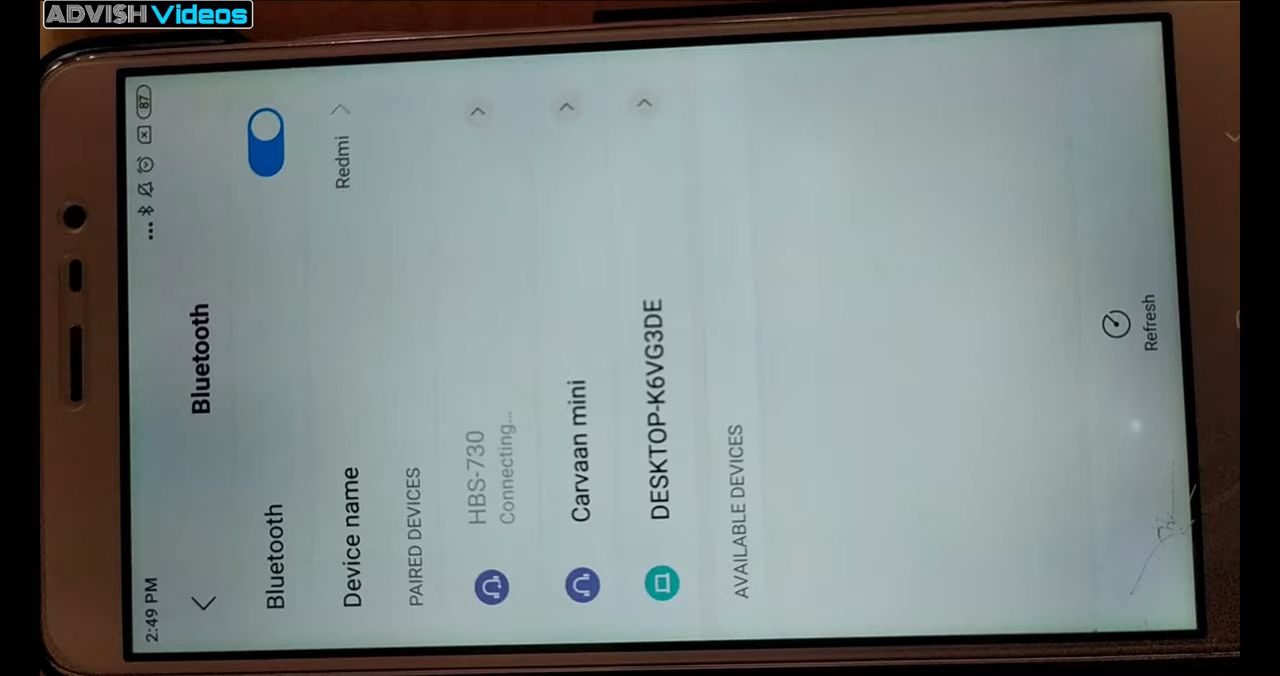 ADVISH Videos
2:49 PM
87
Bluetooth
Bluetooth
Device name
Redmi
PAIRED DEVICES
HBS-730
Connecting...
Carvaan mini
DESKTOP-K6VG3DE
AVAILABLE DEVICES
Refresh